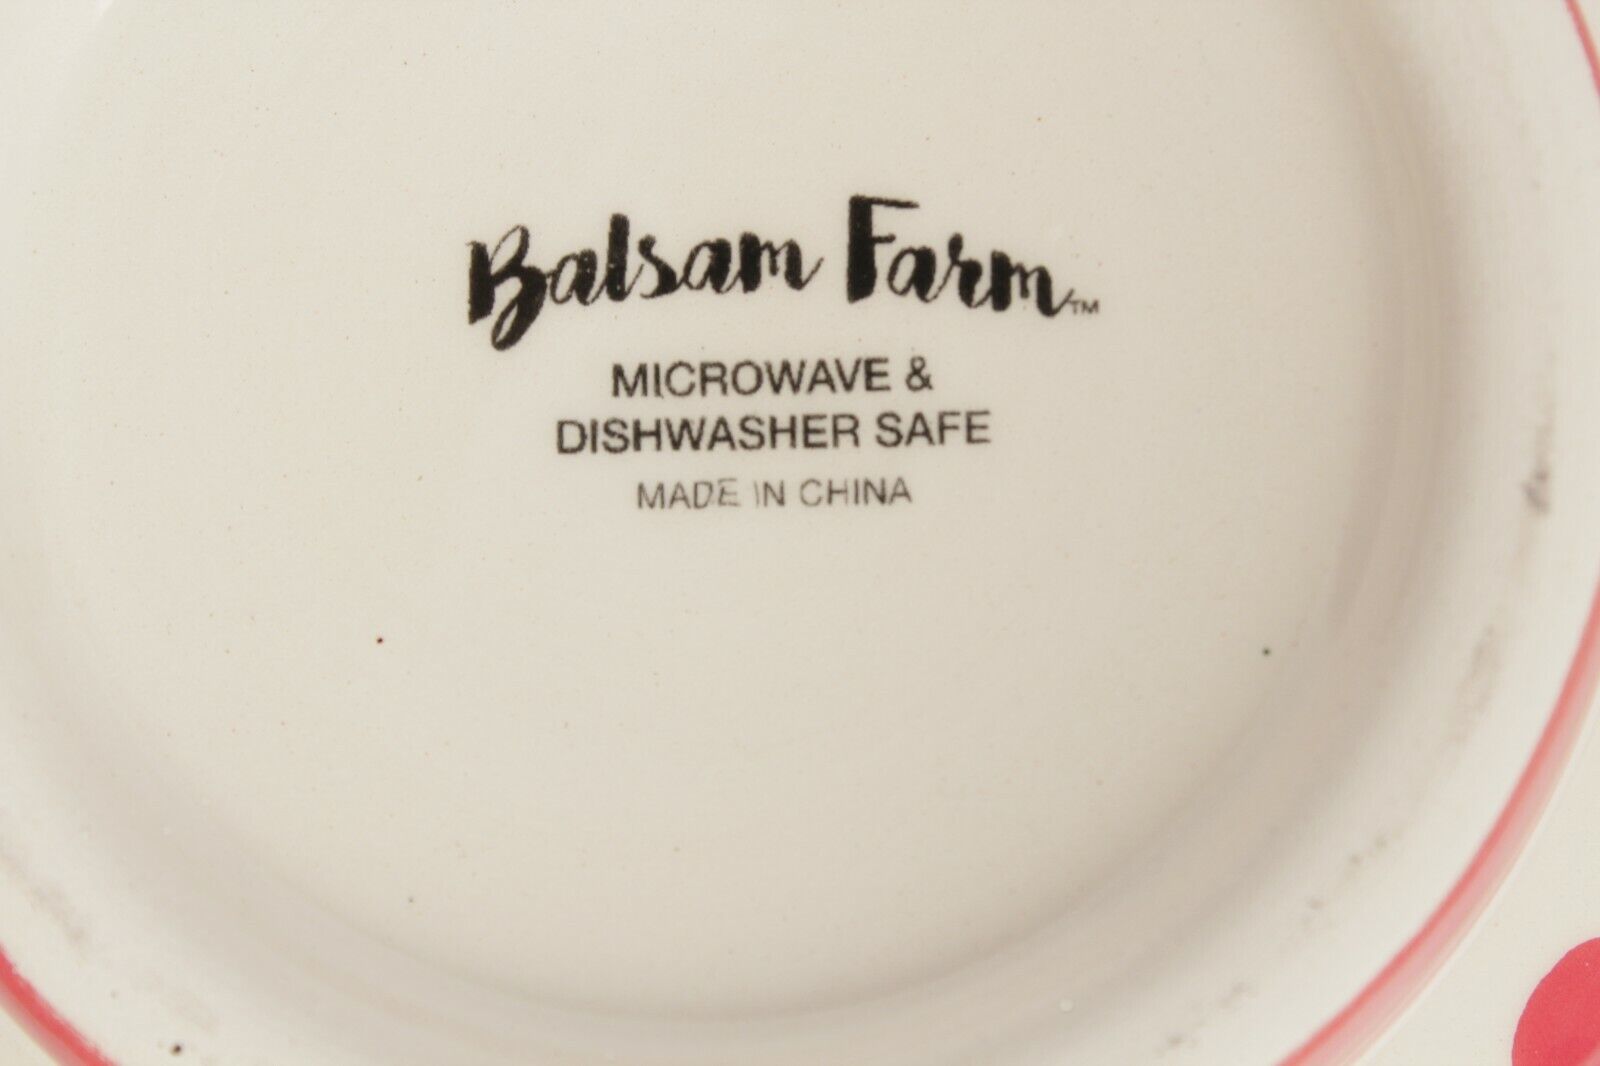 Balsam Farm™
MICROWAVE &
DISHWASHER SAFE
MADE IN CHINA